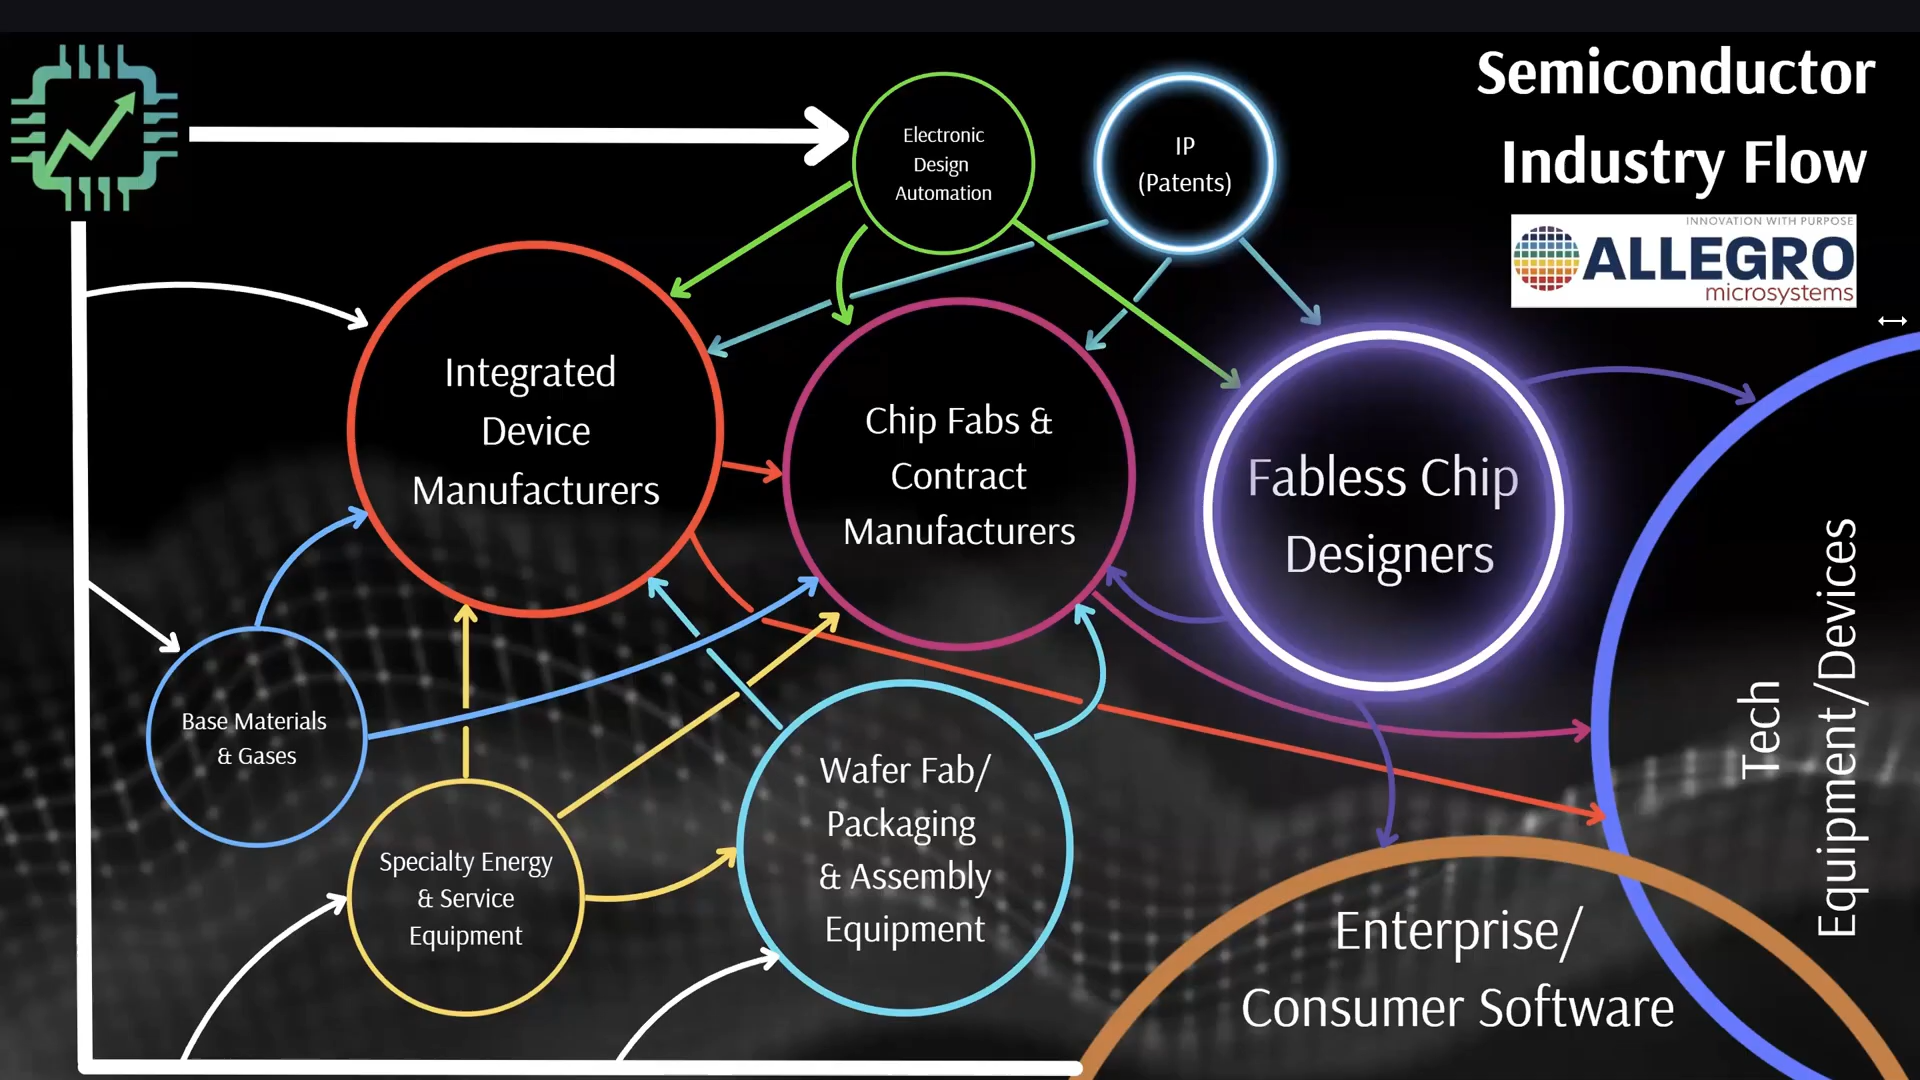 Semiconductor
Industry Flow
INNOVATION WITH PURPOSE
ALLEGRO
microsystems
Electronic
Design
Automation
IP
(Patents)
Integrated
Device
Manufacturers
Chip Fabs &
Contract
Manufacturers
Fabless Chip
Designers
Tech
Equipment/Devices
Base Materials
& Gases
Specialty Energy
& Service
Equipment
Wafer Fab/
Packaging
& Assembly
Equipment
Enterprise/
Consumer Software